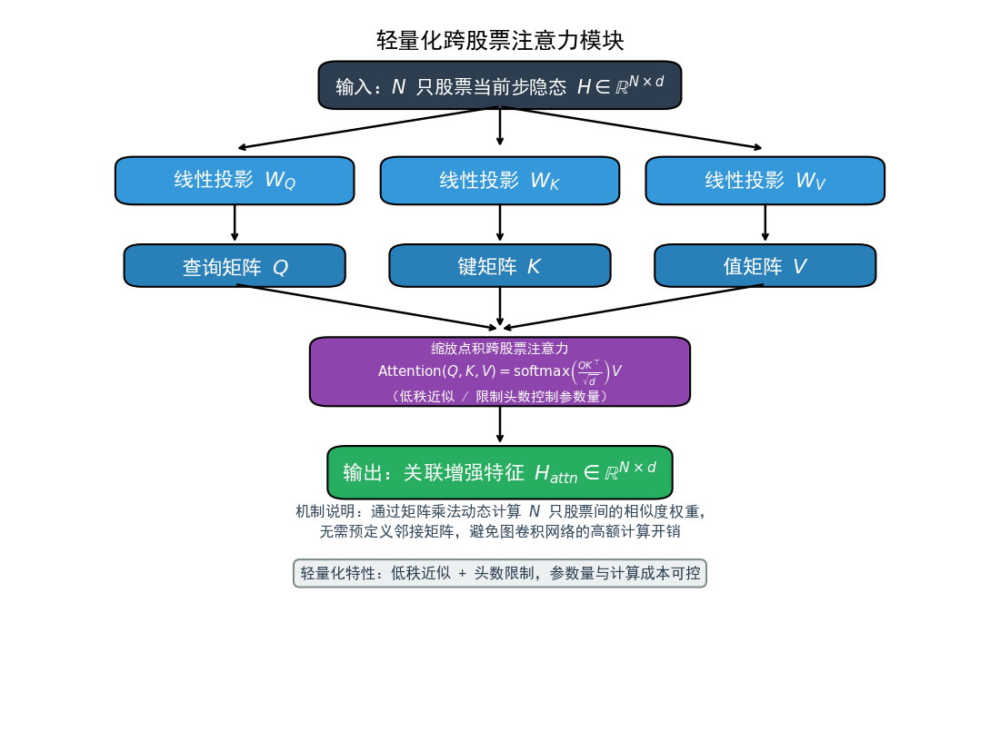 轻量化跨股票注意力模块
输入：N 只股票当前步隐态 H ∈ ℝ^{N×d}
线性投影 W_Q
线性投影 W_K
线性投影 W_V
查询矩阵 Q
键矩阵 K
值矩阵 V
缩放点积跨股票注意力
Attention(Q, K, V) = softmax(QK^⊤/√d)V
（低秩近似 / 限制头数控制参数量）
输出：关联增强特征 H_{attn} ∈ ℝ^{N×d}
机制说明：通过矩阵乘法动态计算 N 只股票间的相似度权重，
无需预定义邻接矩阵，避免图卷积网络的高额计算开销
轻量化特性：低秩近似 + 头数限制，参数量与计算成本可控